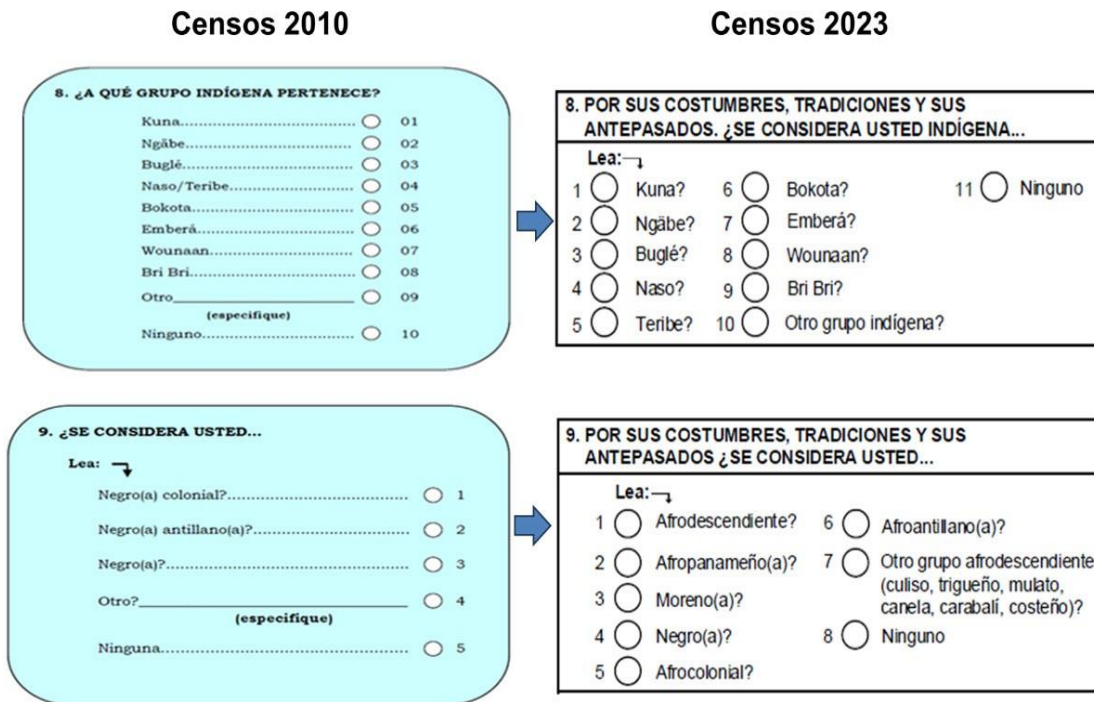 Censos 2010
8. ¿A QUÉ GRUPO INDÍGENA PERTENECE?
Kuna.................................... 01
Ngäbe.................................. 02
Buglé................................... 03
Naso/Teribe......................... 04
Bokota................................. 05
Emberá................................ 06
Wounaan............................. 07
Bri Bri.................................. 08
Otro______________________ 09
(especifique)
Ninguno............................... 10
9. ¿SE CONSIDERA USTED...
Lea:
Negro(a) colonial?..................................... 1
Negro(a) antillano(a)?................................ 2
Negro(a)?.................................................. 3
Otro?________________________________ 4
(especifique)
Ninguna.................................................... 5
Censos 2023
8. POR SUS COSTUMBRES, TRADICIONES Y SUS
ANTEPASADOS. ¿SE CONSIDERA USTED INDÍGENA...
Lea:
1 Kuna? 6 Bokota? 11 Ninguno
2 Ngäbe? 7 Emberá?
3 Buglé? 8 Wounaan?
4 Naso? 9 Bri Bri?
5 Teribe? 10 Otro grupo indígena?
9. POR SUS COSTUMBRES, TRADICIONES Y SUS
ANTEPASADOS ¿SE CONSIDERA USTED...
Lea:
1 Afrodescendiente?
2 Afropanameño(a)?
3 Moreno(a)?
4 Negro(a)?
5 Afrocolonial?
6 Afroantillano(a)?
7 Otro grupo afrodescendiente
(culiso, trigueño, mulato,
canela, carabalí, costeño)?
8 Ninguno